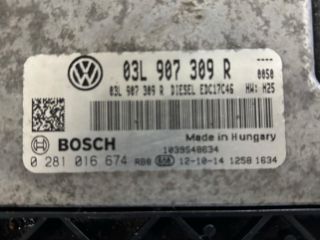 03L 907 309 R 0050
03L 907 309 R DIESEL EDC17C46 HW: H25
BOSCH
Made in Hungary
1039S48634
0 281 016 674 RB8 12-10-14 1258 1634